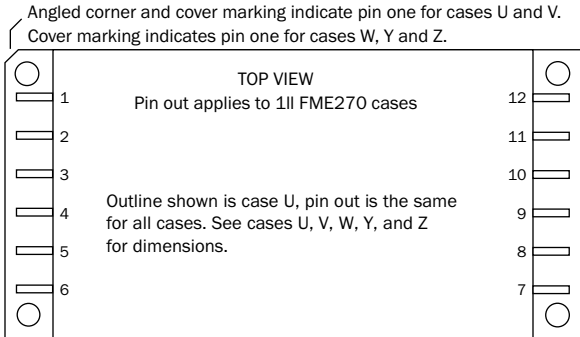 Angled corner and cover marking indicate pin one for cases U and V.
Cover marking indicates pin one for cases W, Y and Z.
TOP VIEW
Pin out applies to 1ll FME270 cases
1 12
2 11
3 10
Outline shown is case U, pin out is the same
4 9
for all cases. See cases U, V, W, Y, and Z
for dimensions.
5 8
6 7